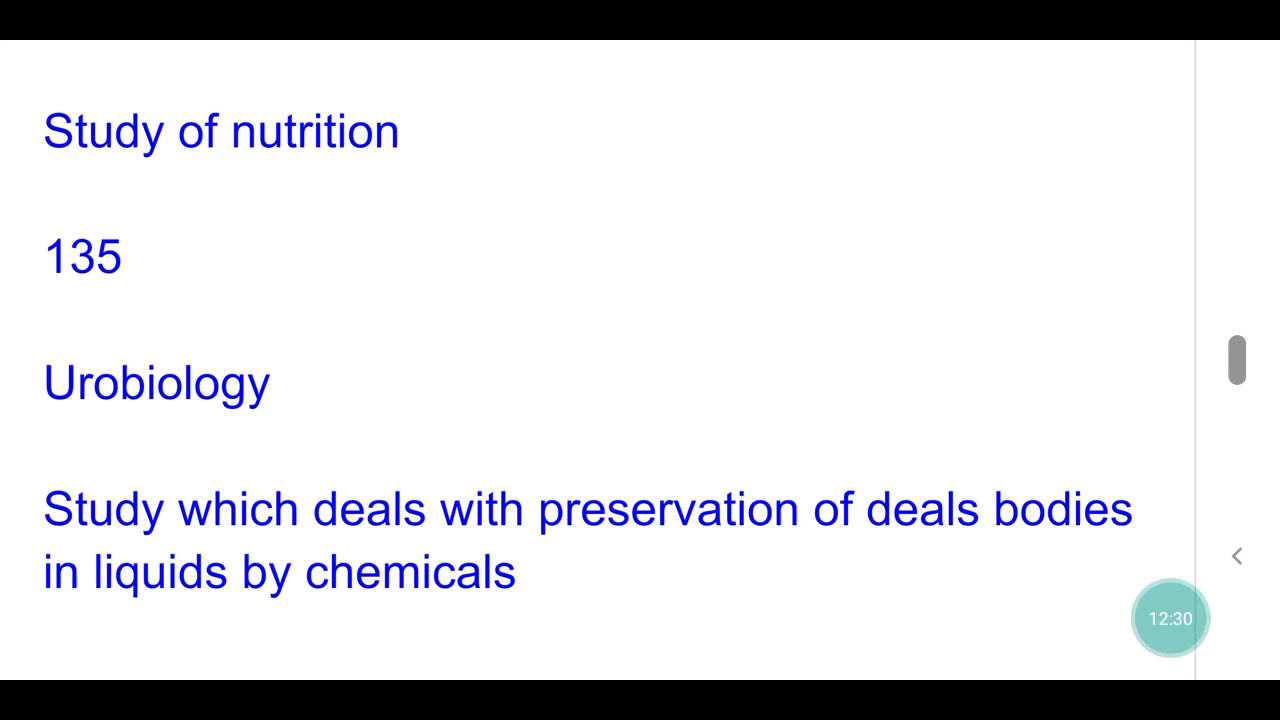 Study of nutrition
135
Urobiology
Study which deals with preservation of deals bodies
in liquids by chemicals
12:30